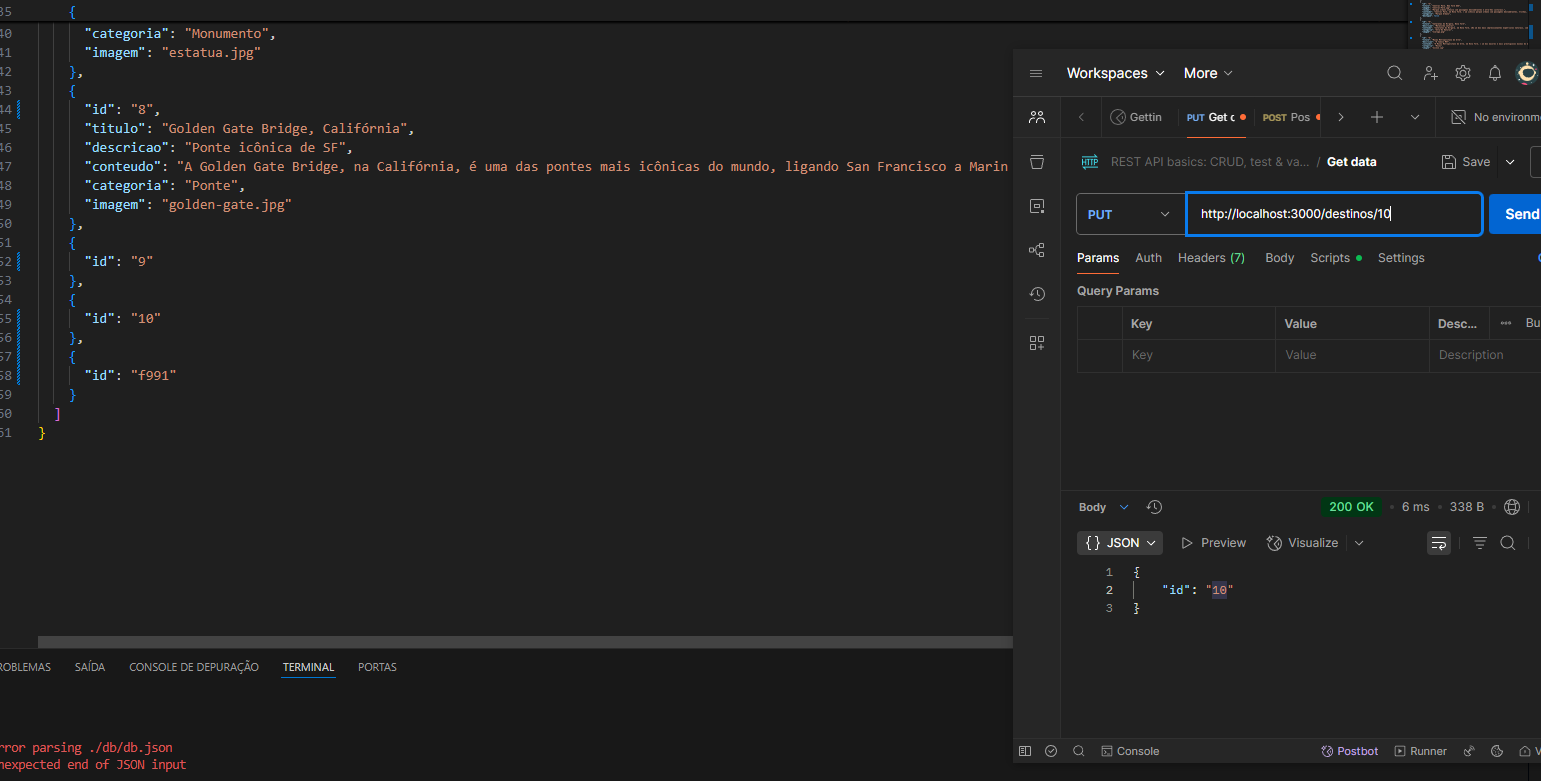 35 {
40 "categoria": "Monumento",
41 "imagem": "estatua.jpg"
42 },
43 {
44 "id": "8",
45 "titulo": "Golden Gate Bridge, Califórnia",
46 "descricao": "Ponte icônica de SF",
47 "conteudo": "A Golden Gate Bridge, na Califórnia, é uma das pontes mais icônicas do mundo, ligando San Francisco a Marin
48 "categoria": "Ponte",
49 "imagem": "golden-gate.jpg"
50 },
51 {
52 "id": "9"
53 },
54 {
55 "id": "10"
56 },
57 {
58 "id": "f991"
59 }
60 ]
61 }
ROBLEMAS SAÍDA CONSOLE DE DEPURAÇÃO TERMINAL PORTAS
rror parsing ./db/db.json
nexpected end of JSON input
Workspaces More
Gettin PUT Get c POST Pos No environm
HTTP REST API basics: CRUD, test & va... / Get data Save
PUT http://localhost:3000/destinos/10 Send
Params Auth Headers (7) Body Scripts Settings
Query Params
Key Value Desc... Bu
Key Value Description
Body 200 OK 6 ms 338 B
{} JSON Preview Visualize
1 {
2 "id": "10"
3 }
Console Postbot Runner